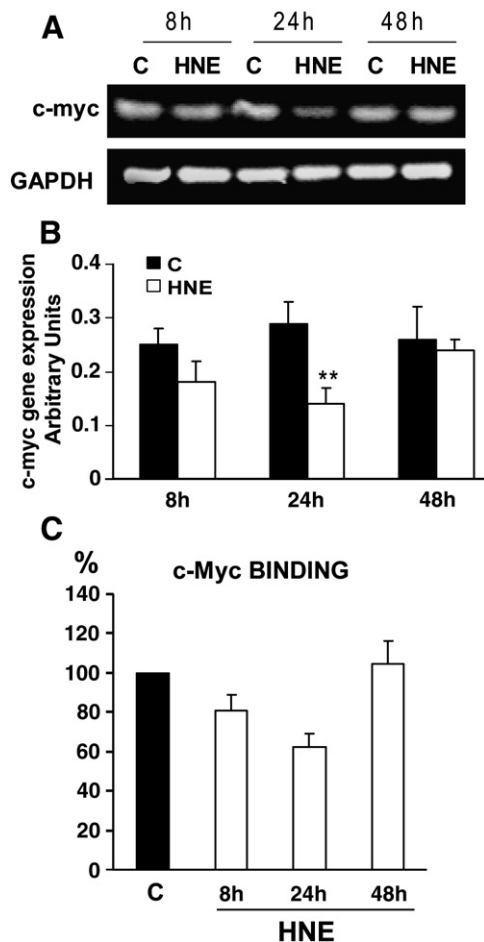 A
8h 24h 48h
C HNE C HNE C HNE
c-myc
GAPDH
B
c-myc gene expression
Arbitrary Units
0.4
0.3
0.2
0.1
0
C
HNE
**
8h 24h 48h
C
%
c-Myc BINDING
140
120
100
80
60
40
20
0
C 8h 24h 48h
HNE